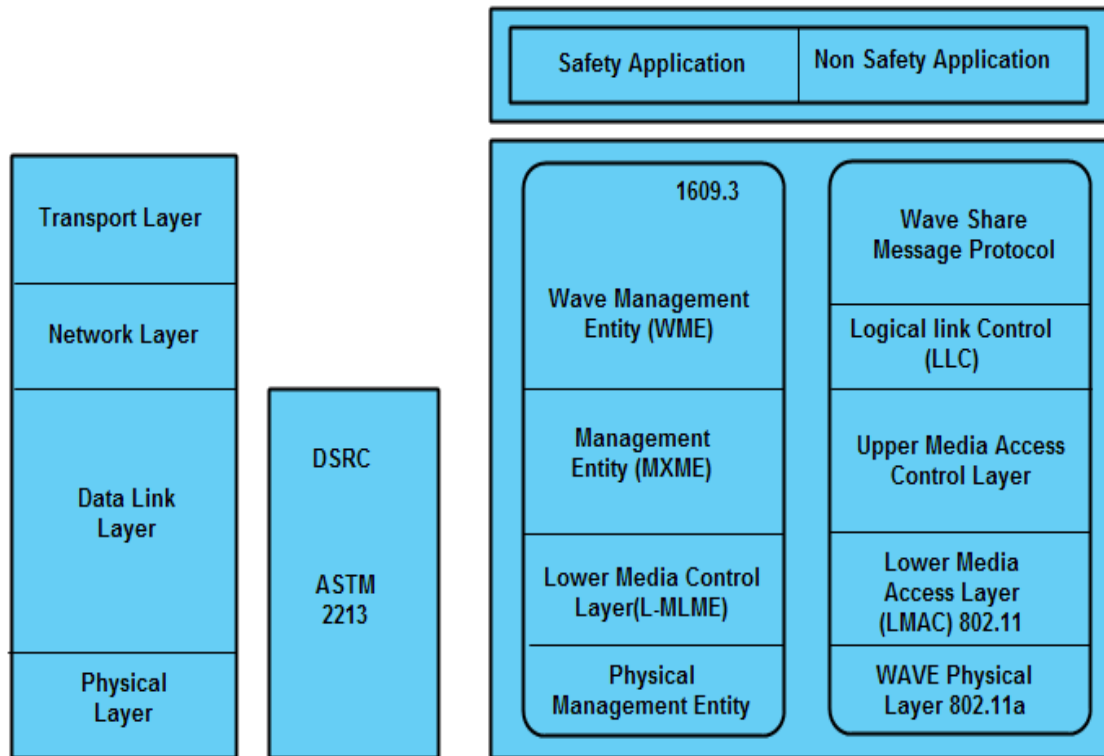 Safety Application
Non Safety Application
Transport Layer
Network Layer
Data Link
Layer
Physical
Layer
DSRC
ASTM
2213
1609.3
Wave Management
Entity (WME)
Management
Entity (MXME)
Lower Media Control
Layer(L-MLME)
Physical
Management Entity
Wave Share
Message Protocol
Logical link Control
(LLC)
Upper Media Access
Control Layer
Lower Media
Access Layer
(LMAC) 802.11
WAVE Physical
Layer 802.11a